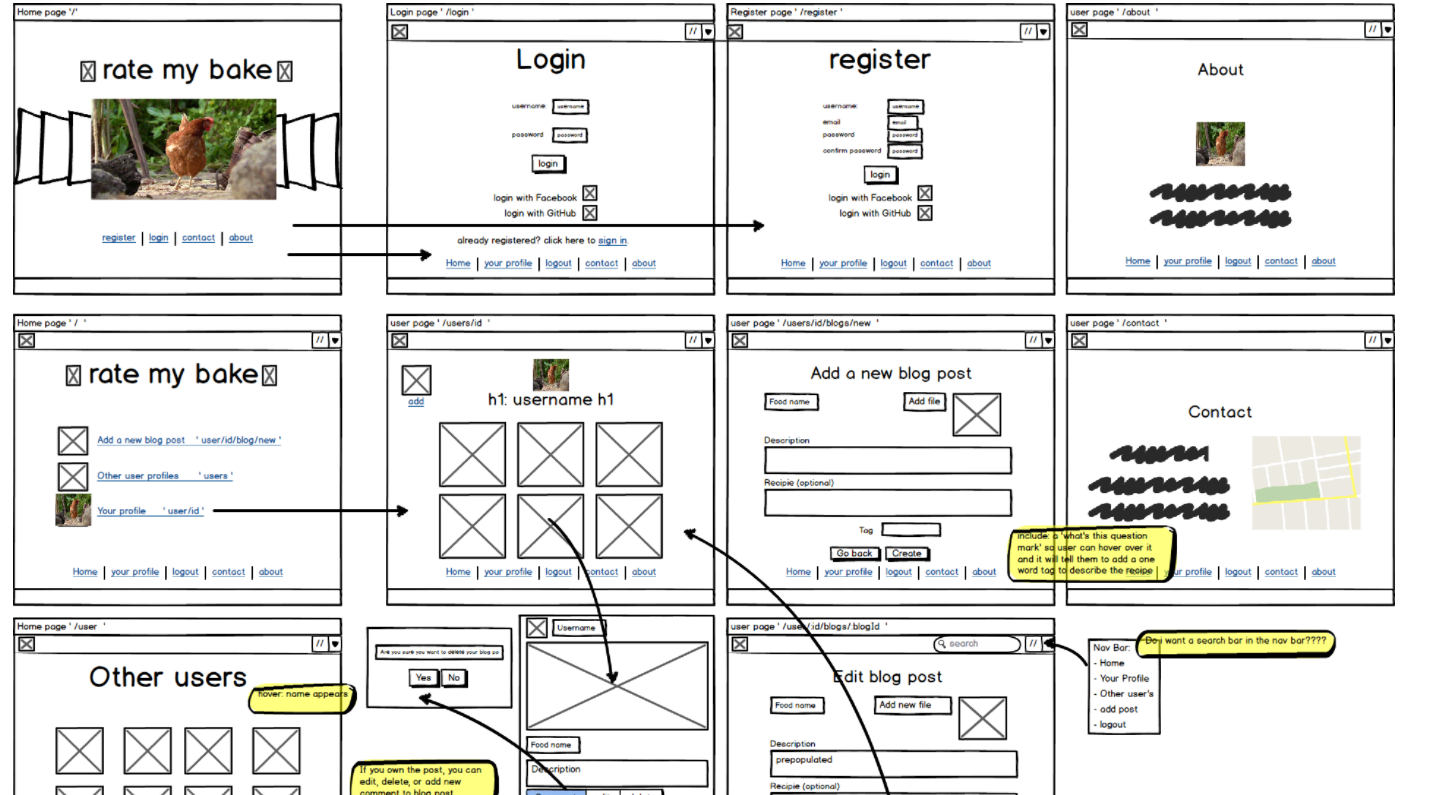 Home page '/'
rate my bake
register | login | contact | about
Login page '/login '
//
Login
username: username
password password
login
login with Facebook
login with GitHub
already registered? click here to sign in.
Home | your profile | logout | contact | about
Register page '/register '
//
register
username: username
email email
password password
confirm password password
login
login with Facebook
login with GitHub
Home | your profile | logout | contact | about
user page '/about '
//
About
Home | your profile | logout | contact | about
Home page '/ '
//
rate my bake
Add a new blog post ' user/id/blog/new '
Other user profiles ' users '
Your profile ' user/id '
Home | your profile | logout | contact | about
user page '/users/id '
//
add
h1: username h1
Home | your profile | logout | contact | about
user page '/users/id/blogs/new '
//
Add a new blog post
Food name
Add file
Description
Recipie (optional)
Tag
Go back Create
Home | your profile | logout | contact | about
user page '/contact '
//
Contact
include: a 'what's this question
mark' so user can hover over it
and it will tell them to add a one
word tag to describe the recipe
your profile | logout | contact | about
Home page '/user '
//
Other users
hover: name appears
Are you sure you want to delete your blog po
Yes No
If you own the post, you can
edit, delete, or add new
comment to blog post
Username
Food name
Description
user page '/user/id/blogs/:blogId '
search
//
Edit blog post
Food name
Add new file
Description
prepopulated
Recipie (optional)
Nav Bar:
- Home
- Your Profile
- Other user's
- add post
- logout
Do i want a search bar in the nav bar????